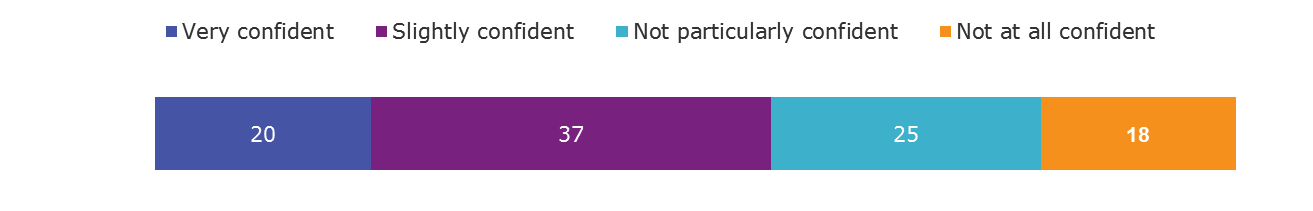 Very confident Slightly confident Not particularly confident Not at all confident
20 37 25 18